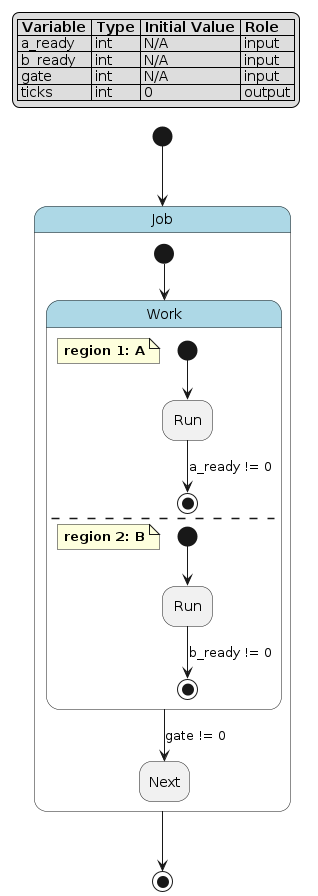 Variable Type Initial Value Role
a_ready int N/A input
b_ready int N/A input
gate int N/A input
ticks int 0 output
Job
Work
region 1: A
Run
a_ready != 0
region 2: B
Run
b_ready != 0
gate != 0
Next